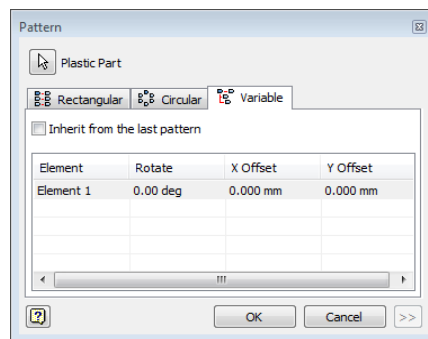 Pattern
Plastic Part
Rectangular Circular Variable
Inherit from the last pattern
Element Rotate X Offset Y Offset
Element 1 0.00 deg 0.000 mm 0.000 mm
OK Cancel >>